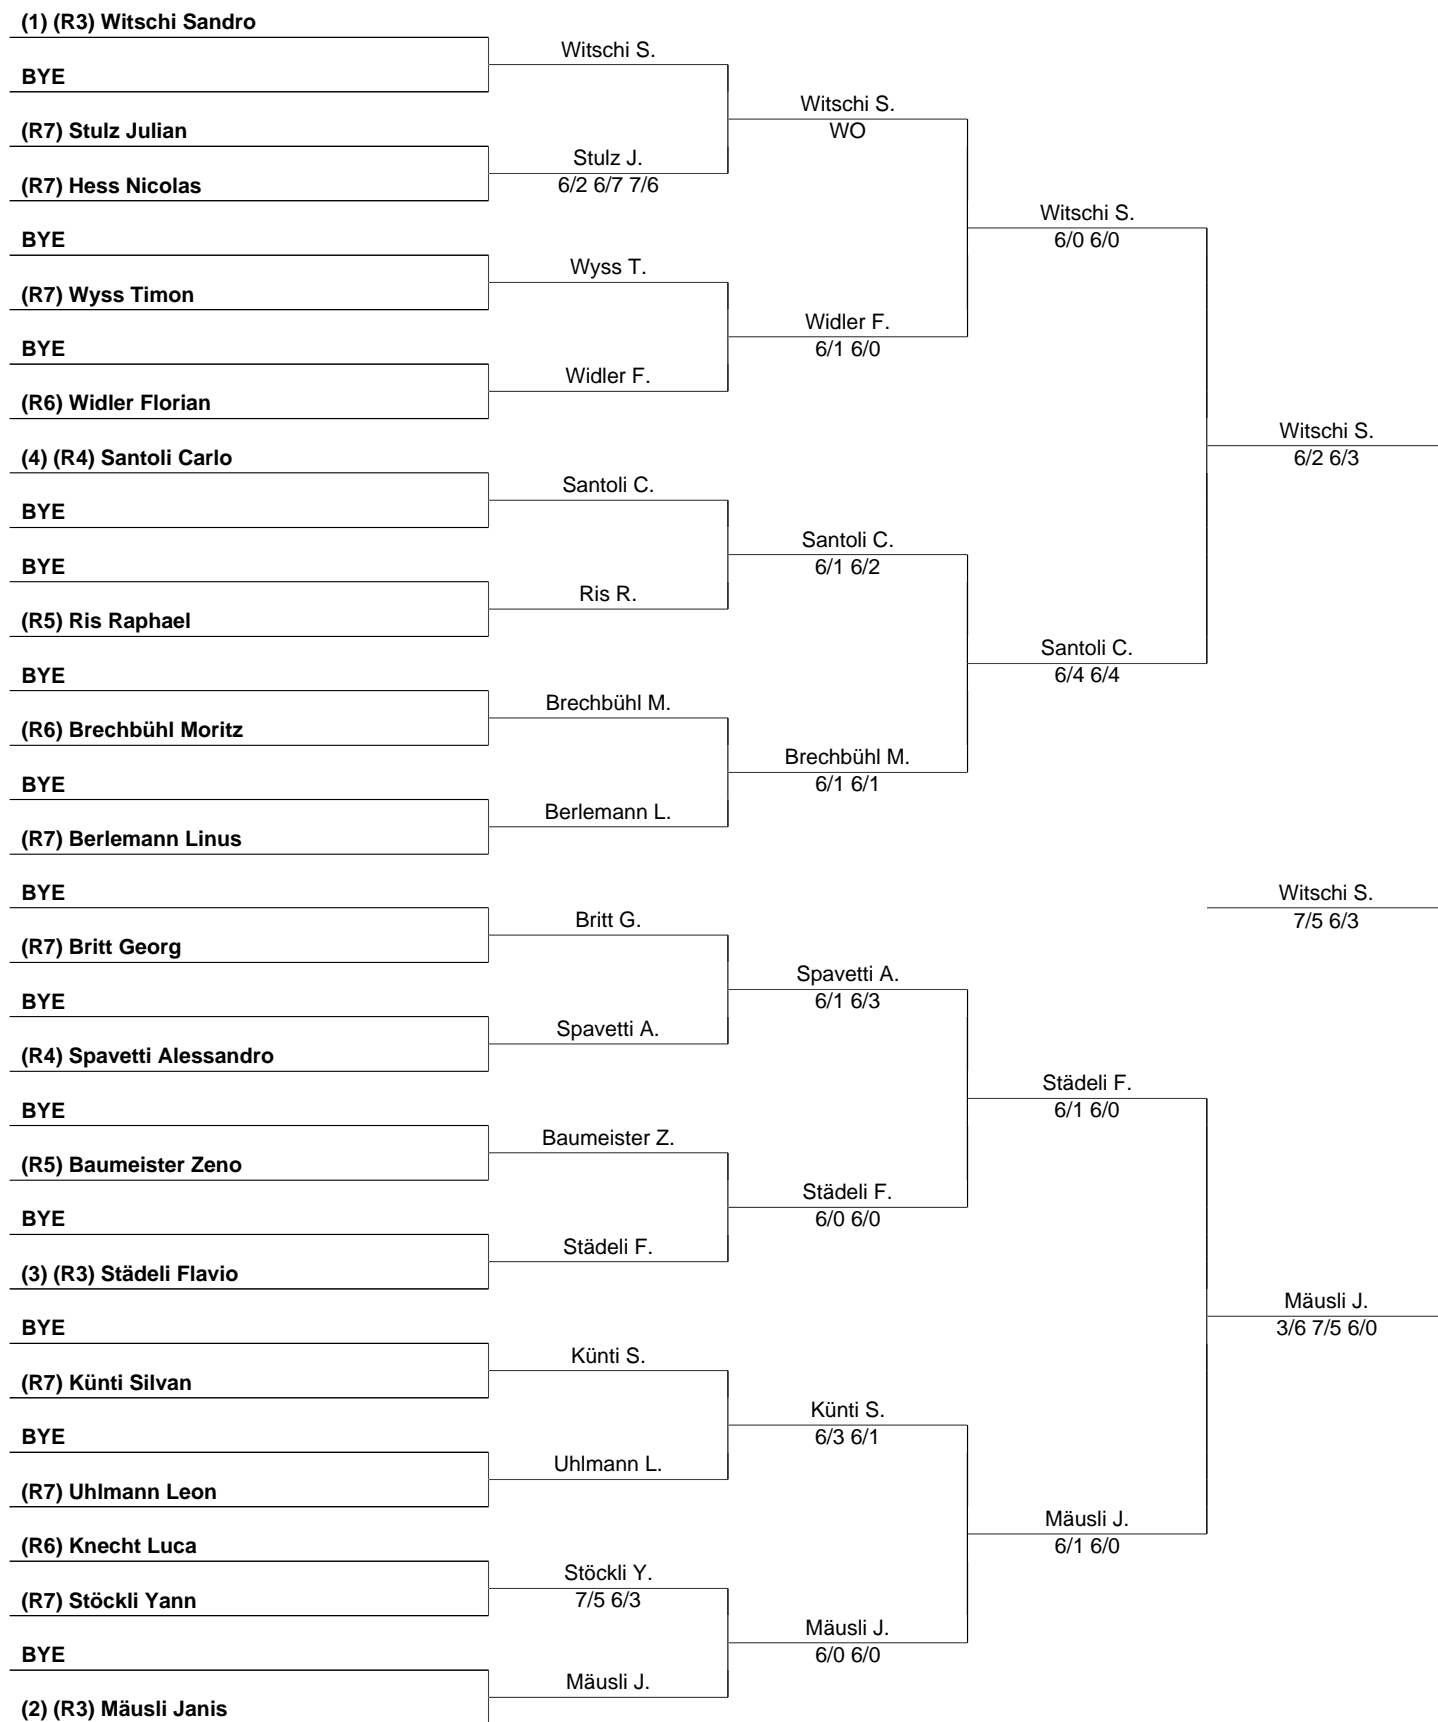 (1) (R3) Witschi Sandro
BYE
(R7) Stulz Julian
(R7) Hess Nicolas
BYE
(R7) Wyss Timon
BYE
(R6) Widler Florian
(4) (R4) Santoli Carlo
BYE
BYE
(R5) Ris Raphael
BYE
(R6) Brechbühl Moritz
BYE
(R7) Berlemann Linus
BYE
(R7) Britt Georg
BYE
(R4) Spavetti Alessandro
BYE
(R5) Baumeister Zeno
BYE
(3) (R3) Städeli Flavio
BYE
(R7) Künti Silvan
BYE
(R7) Uhlmann Leon
(R6) Knecht Luca
(R7) Stöckli Yann
BYE
(2) (R3) Mäusli Janis
Witschi S.
Stulz J.
6/2 6/7 7/6
Wyss T.
Widler F.
Santoli C.
Ris R.
Brechbühl M.
Berlemann L.
Britt G.
Spavetti A.
Baumeister Z.
Städeli F.
Künti S.
Uhlmann L.
Stöckli Y.
7/5 6/3
Mäusli J.
Witschi S.
WO
Widler F.
6/1 6/0
Santoli C.
6/1 6/2
Brechbühl M.
6/1 6/1
Spavetti A.
6/1 6/3
Städeli F.
6/0 6/0
Künti S.
6/3 6/1
Mäusli J.
6/0 6/0
Witschi S.
6/0 6/0
Santoli C.
6/4 6/4
Städeli F.
6/1 6/0
Mäusli J.
6/1 6/0
Witschi S.
6/2 6/3
Witschi S.
7/5 6/3
Mäusli J.
3/6 7/5 6/0